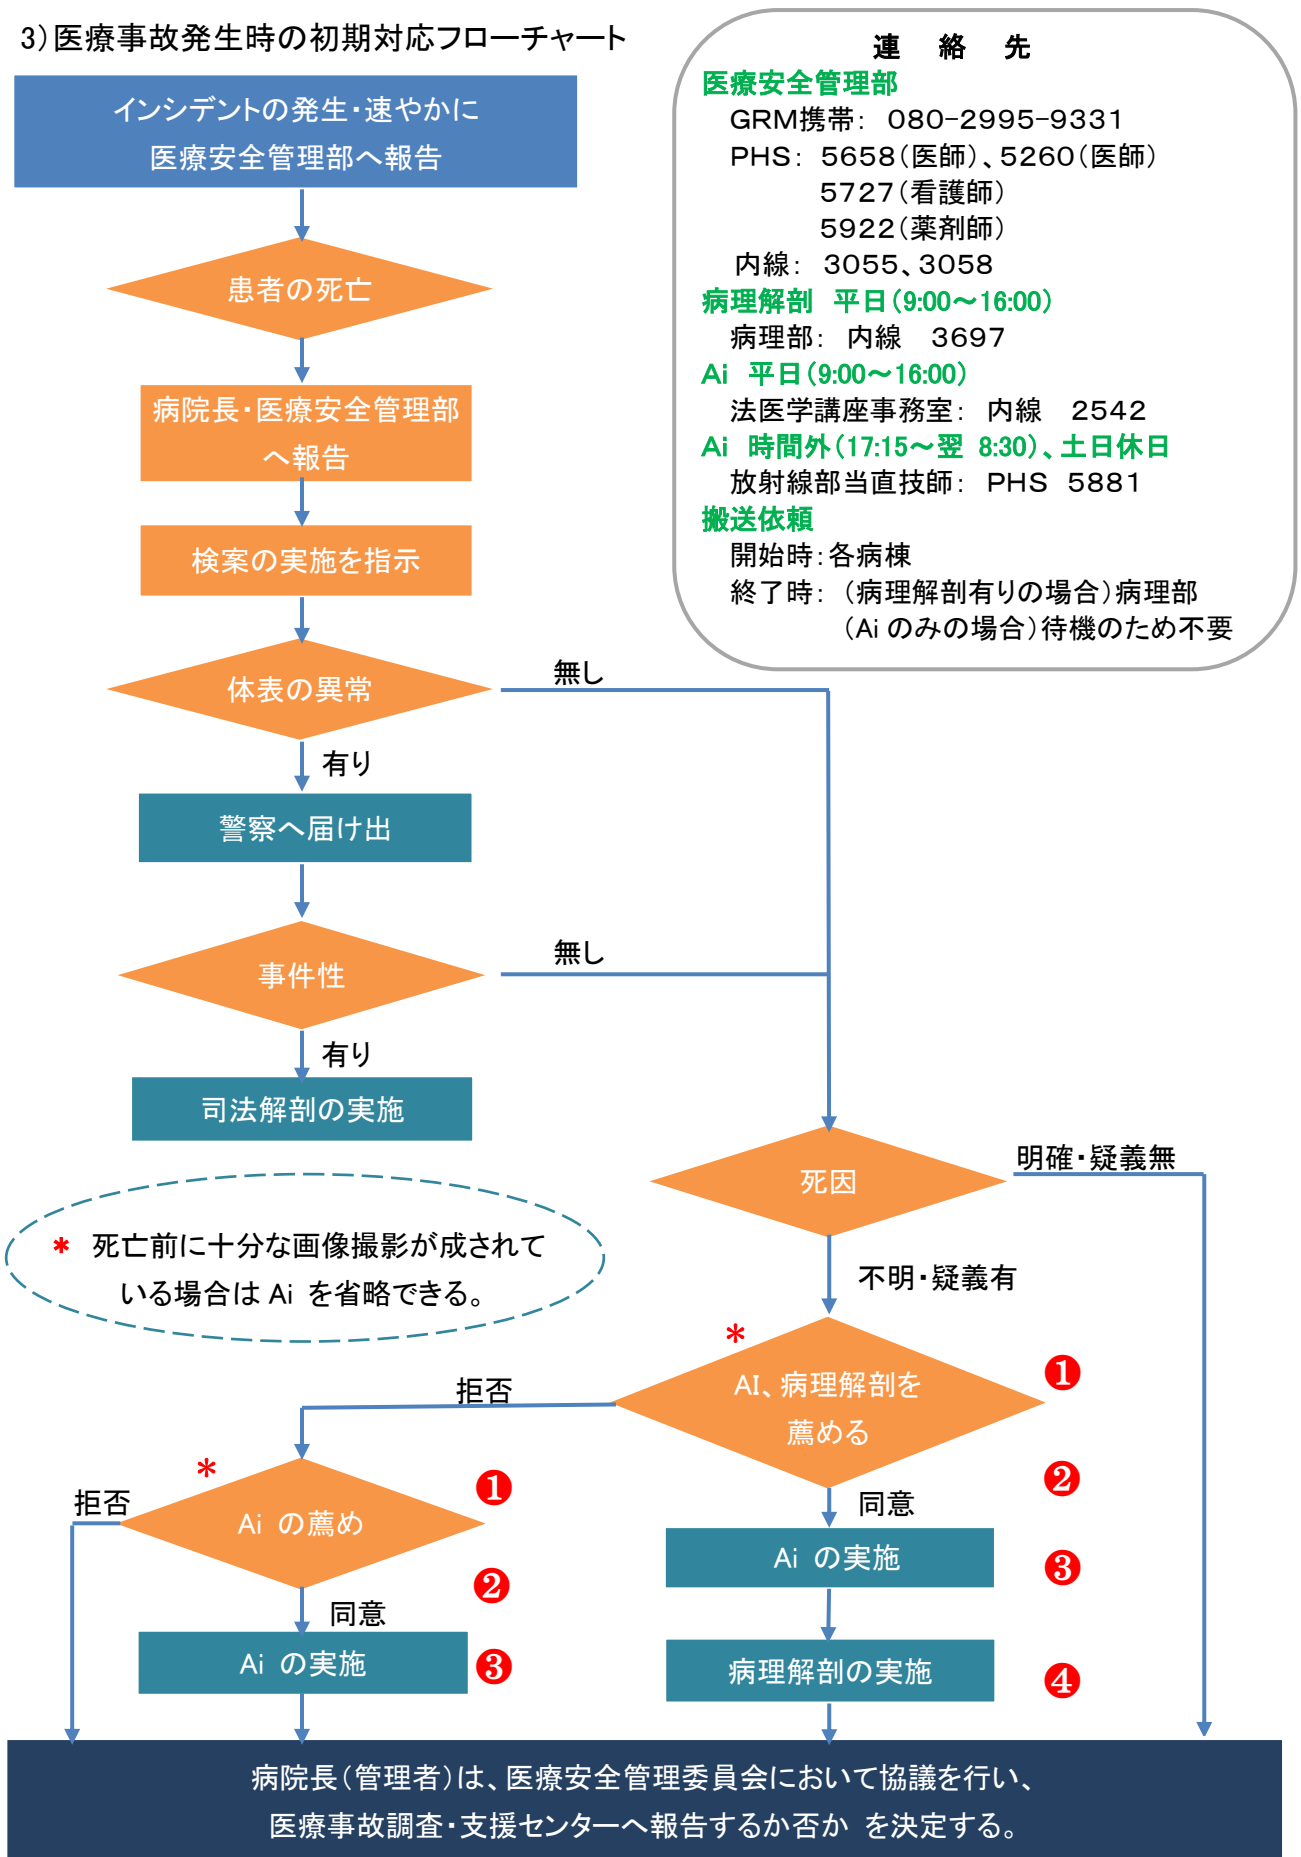 3)医療事故発生時の初期対応フローチャート
インシデントの発生・速やかに
医療安全管理部へ報告
患者の死亡
病院長・医療安全管理部
へ報告
検案の実施を指示
体表の異常
無し
有り
警察へ届け出
事件性
無し
有り
司法解剖の実施
連 絡 先
医療安全管理部
GRM携帯: 080-2995-9331
PHS: 5658(医師)、5260(医師)
5727(看護師)
5922(薬剤師)
内線: 3055、3058
病理解剖 平日(9:00~16:00)
病理部: 内線 3697
Ai 平日(9:00~16:00)
法医学講座事務室: 内線 2542
Ai 時間外(17:15~翌 8:30)、土日休日
放射線部当直技師: PHS 5881
搬送依頼
開始時:各病棟
終了時: (病理解剖有りの場合)病理部
(Ai のみの場合)待機のため不要
死因
明確・疑義無
不明・疑義有
* 死亡前に十分な画像撮影が成されて
いる場合は Ai を省略できる。
*
AI、病理解剖を
薦める
❶
❷
拒否
同意
Ai の実施
❸
病理解剖の実施
❹
*
Ai の薦め
❶
❷
拒否
同意
Ai の実施
❸
病院長(管理者)は、医療安全管理委員会において協議を行い、
医療事故調査・支援センターへ報告するか否か を決定する。